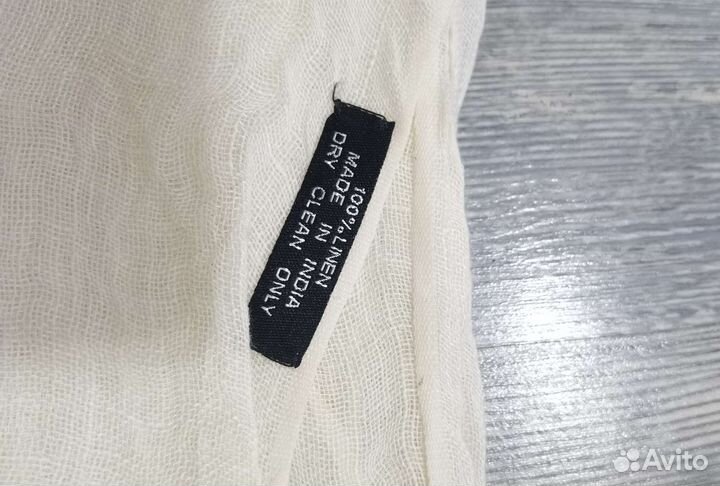 100% LINEN
MADE IN INDIA
DRY CLEAN ONLY
Avito